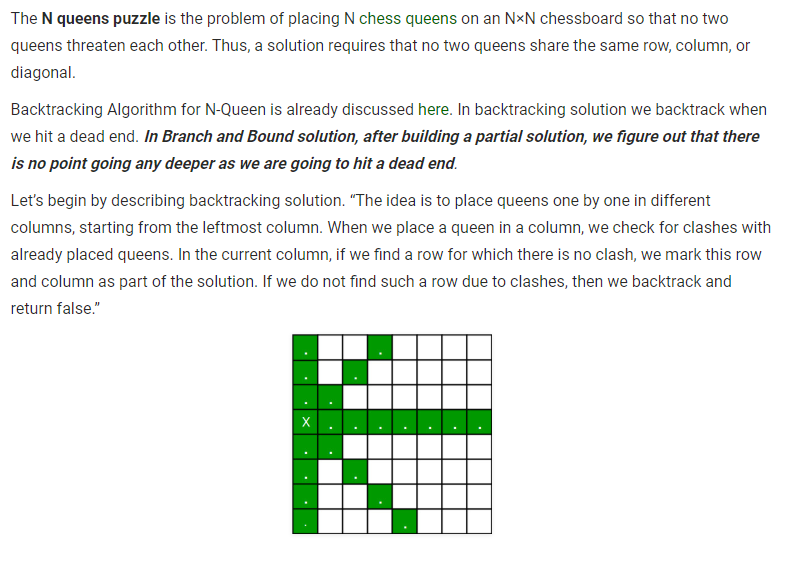 The N queens puzzle is the problem of placing N chess queens on an N×N chessboard so that no two
queens threaten each other. Thus, a solution requires that no two queens share the same row, column, or
diagonal.
Backtracking Algorithm for N-Queen is already discussed here. In backtracking solution we backtrack when
we hit a dead end. In Branch and Bound solution, after building a partial solution, we figure out that there
is no point going any deeper as we are going to hit a dead end.
Let’s begin by describing backtracking solution. “The idea is to place queens one by one in different
columns, starting from the leftmost column. When we place a queen in a column, we check for clashes with
already placed queens. In the current column, if we find a row for which there is no clash, we mark this row
and column as part of the solution. If we do not find such a row due to clashes, then we backtrack and
return false.”
. .
. .
. .
X . . . . . . .
. .
. .
. .
. .